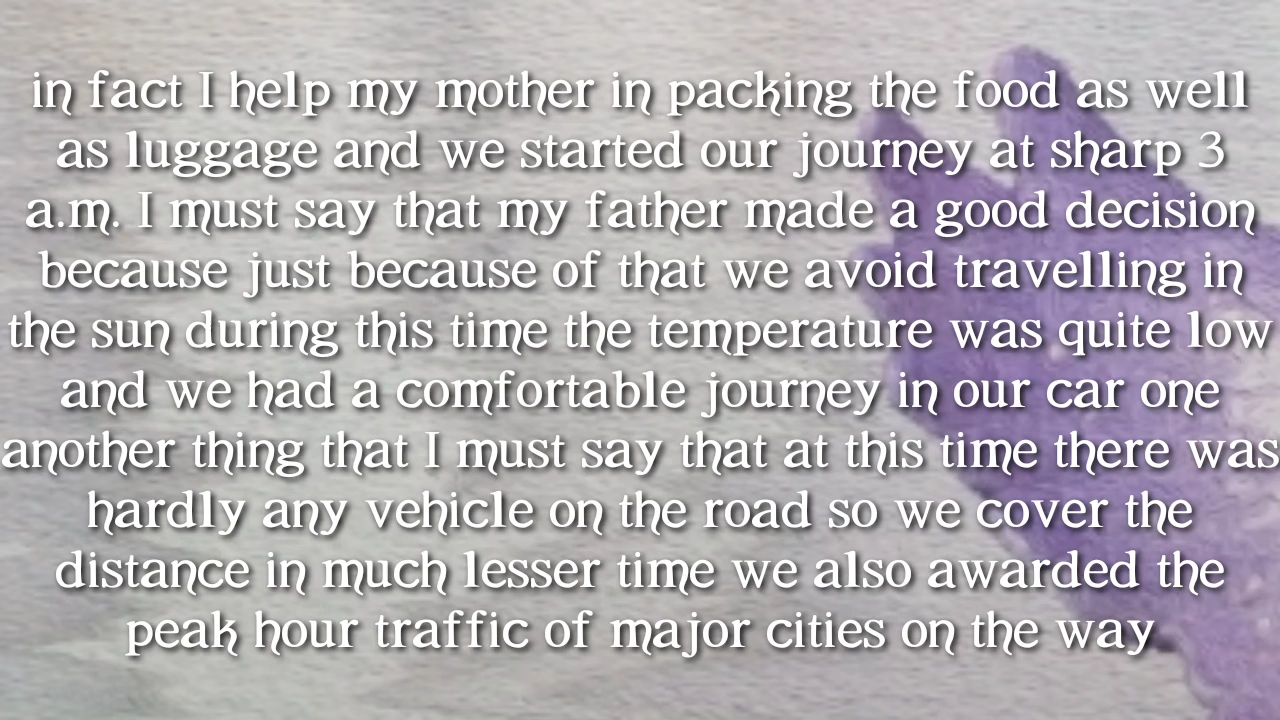 in fact I help my mother in packing the food as well
as luggage and we started our journey at sharp 3
a.m. I must say that my father made a good decision
because just because of that we avoid travelling in
the sun during this time the temperature was quite low
and we had a comfortable journey in our car one
another thing that I must say that at this time there was
hardly any vehicle on the road so we cover the
distance in much lesser time we also awarded the
peak hour traffic of major cities on the way